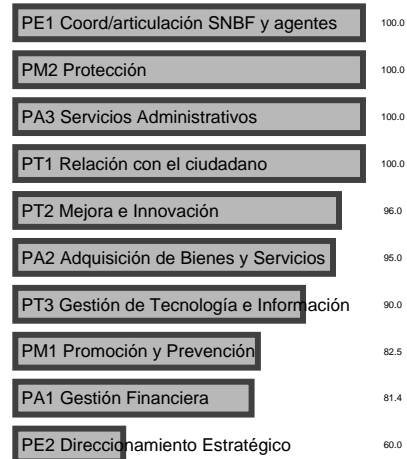 PE1 Coord/articulación SNBF y agentes 100.0
PM2 Protección 100.0
PA3 Servicios Administrativos 100.0
PT1 Relación con el ciudadano 100.0
PT2 Mejora e Innovación 96.0
PA2 Adquisición de Bienes y Servicios 95.0
PT3 Gestión de Tecnología e Información 90.0
PM1 Promoción y Prevención 82.5
PA1 Gestión Financiera 81.4
PE2 Direccionamiento Estratégico 60.0